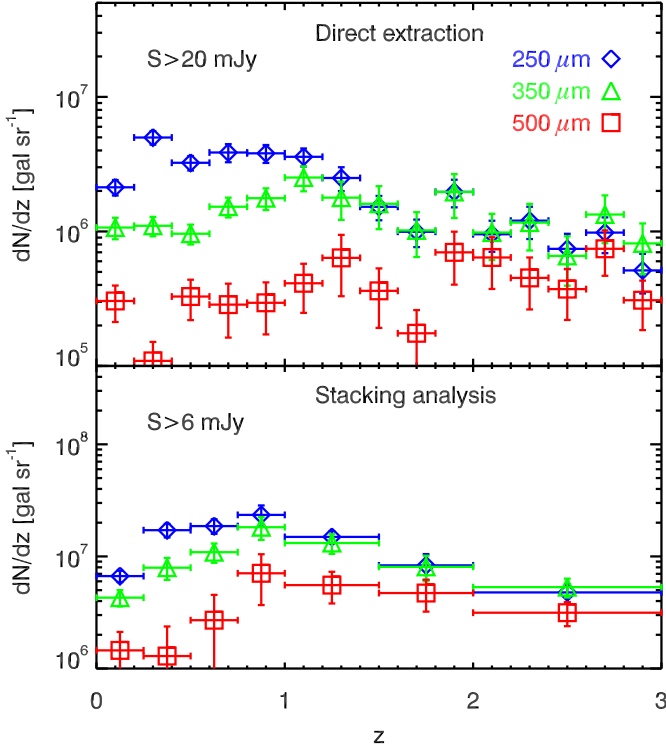 Direct extraction
S>20 mJy
250 μm
350 μm
500 μm
10⁷
10⁶
10⁵
dN/dz [gal sr⁻¹]
Stacking analysis
S>6 mJy
10⁸
10⁷
10⁶
dN/dz [gal sr⁻¹]
0 1 2 3
z